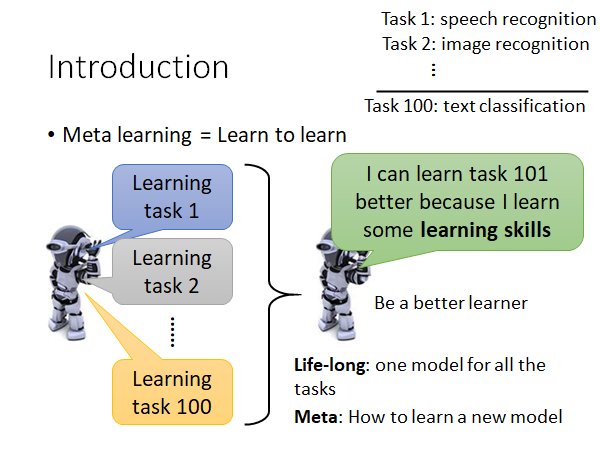 Task 1: speech recognition
Task 2: image recognition
⋮
Task 100: text classification
Introduction
• Meta learning = Learn to learn
Learning
task 1
Learning
task 2
⋮
Learning
task 100
I can learn task 101
better because I learn
some learning skills
Be a better learner
Life-long: one model for all the
tasks
Meta: How to learn a new model